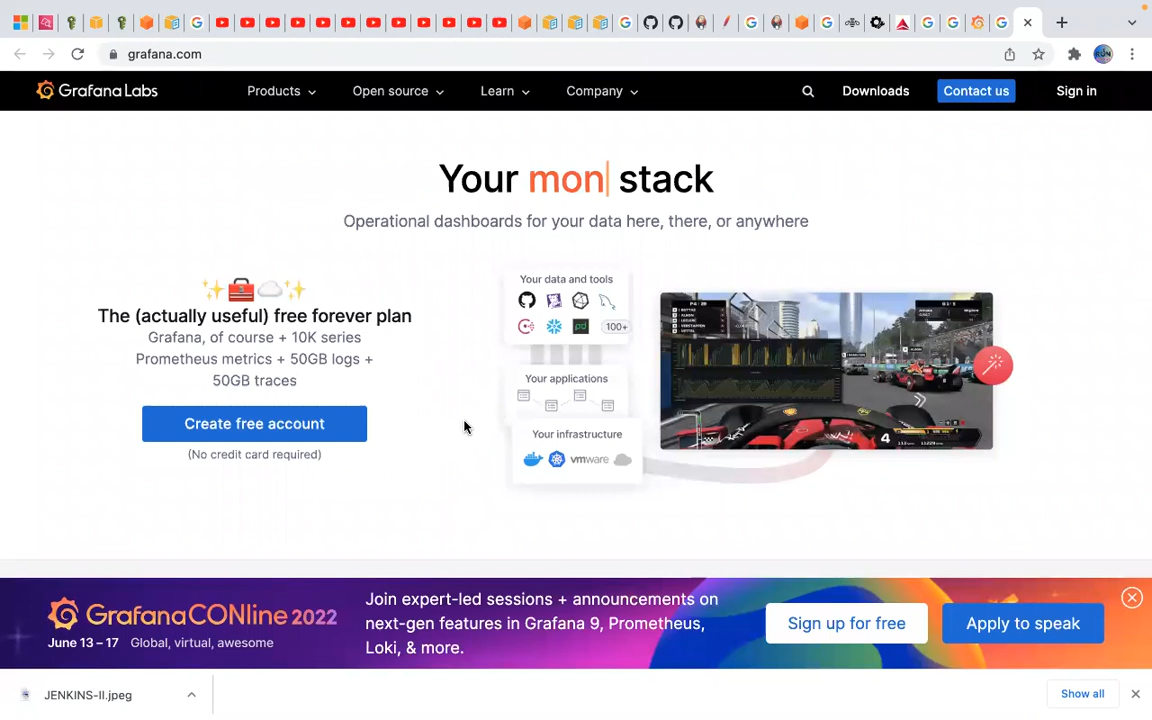 grafana.com
Grafana Labs
Products
Open source
Learn
Company
Downloads
Contact us
Sign in
Your mon stack
Operational dashboards for your data here, there, or anywhere
The (actually useful) free forever plan
Grafana, of course + 10K series
Prometheus metrics + 50GB logs +
50GB traces
Create free account
(No credit card required)
Your data and tools
100+
Your applications
Your infrastructure
vmware
4
GrafanaCONline 2022
June 13 – 17 Global, virtual, awesome
Join expert-led sessions + announcements on
next-gen features in Grafana 9, Prometheus,
Loki, & more.
Sign up for free
Apply to speak
JENKINS-II.jpeg
Show all